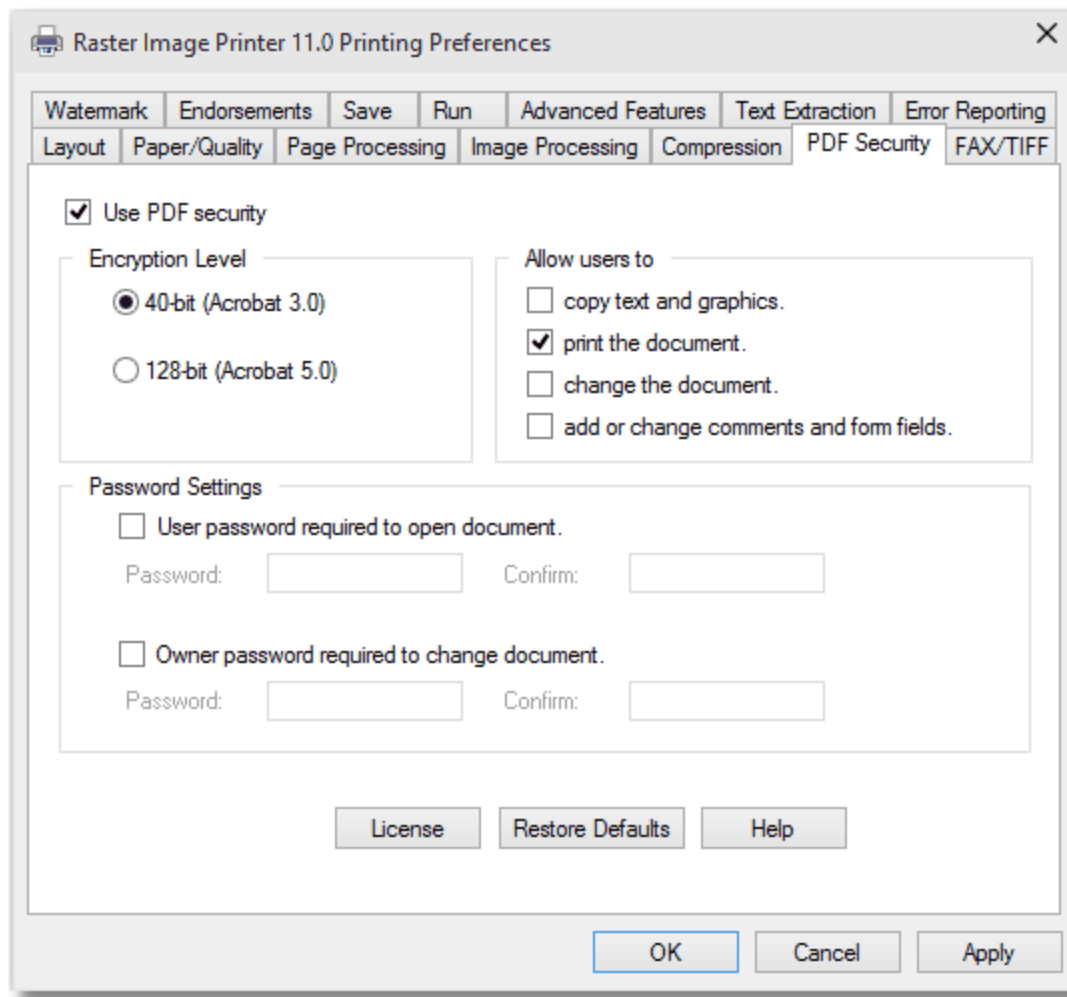 Raster Image Printer 11.0 Printing Preferences
Watermark Endorsements Save Run Advanced Features Text Extraction Error Reporting
Layout Paper/Quality Page Processing Image Processing Compression PDF Security FAX/TIFF
Use PDF security
Encryption Level
40-bit (Acrobat 3.0)
128-bit (Acrobat 5.0)
Allow users to
copy text and graphics.
print the document.
change the document.
add or change comments and form fields.
Password Settings
User password required to open document.
Password: Confirm:
Owner password required to change document.
Password: Confirm:
License Restore Defaults Help
OK Cancel Apply